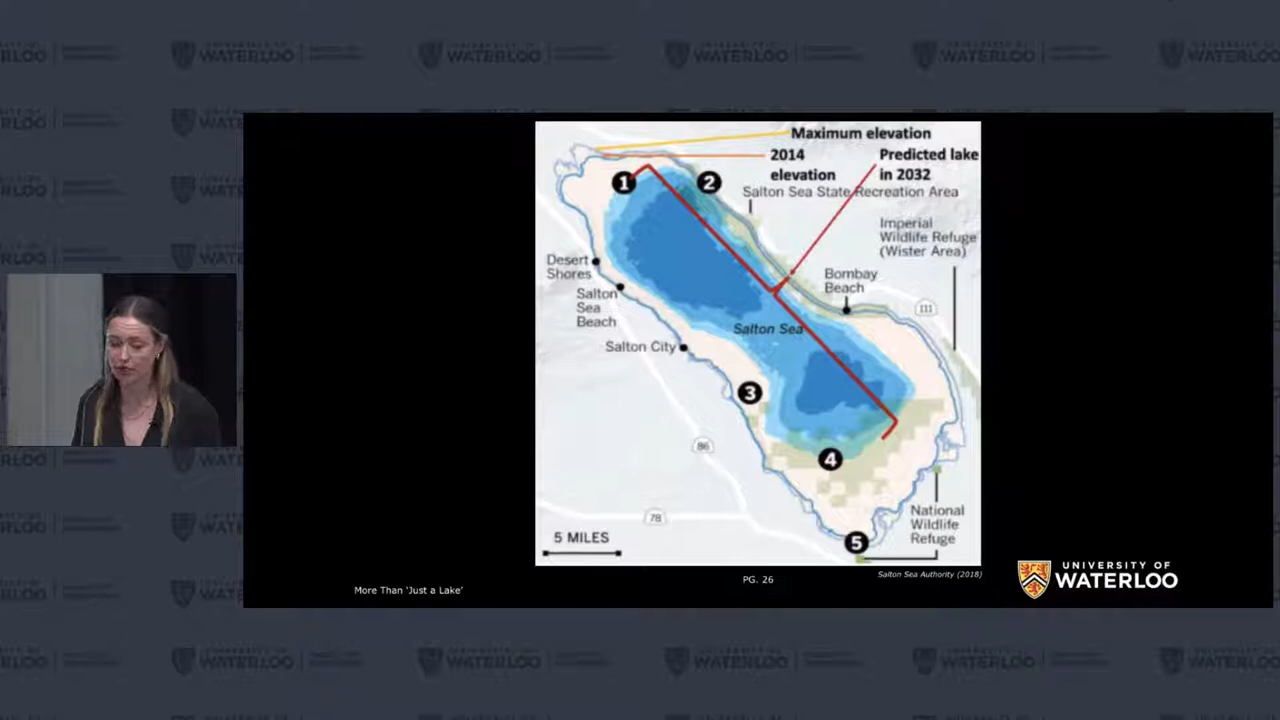 Maximum elevation
2014
elevation
Predicted lake
in 2032
Salton Sea State Recreation Area
1
2
Imperial
Wildlife Refuge
(Wister Area)
Desert
Shores
Salton
Sea
Beach
Bombay
Beach
111
Salton Sea
Salton City
3
86
4
78
National
Wildlife
Refuge
5 MILES
5
PG. 26
Salton Sea Authority (2018)
More Than ‘Just a Lake’
UNIVERSITY OF
WATERLOO